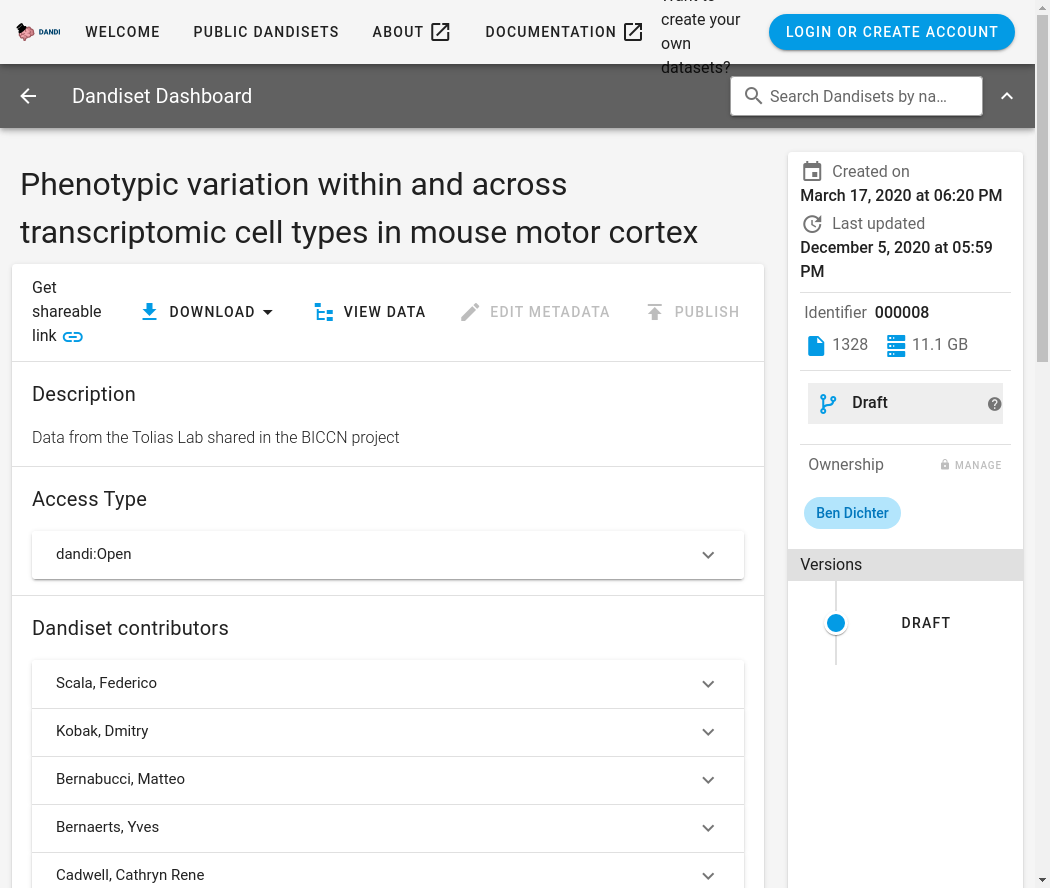 DANDI
WELCOME
PUBLIC DANDISETS
ABOUT
DOCUMENTATION
create your
own
datasets?
LOGIN OR CREATE ACCOUNT
Dandiset Dashboard
Search Dandisets by na…
Phenotypic variation within and across
transcriptomic cell types in mouse motor cortex
Get
shareable
link
DOWNLOAD
VIEW DATA
EDIT METADATA
PUBLISH
Description
Data from the Tolias Lab shared in the BICCN project
Access Type
dandi:Open
Dandiset contributors
Scala, Federico
Kobak, Dmitry
Bernabucci, Matteo
Bernaerts, Yves
Cadwell, Cathryn Rene
Created on
March 17, 2020 at 06:20 PM
Last updated
December 5, 2020 at 05:59
PM
Identifier 000008
1328
11.1 GB
Draft
Ownership
MANAGE
Ben Dichter
Versions
DRAFT